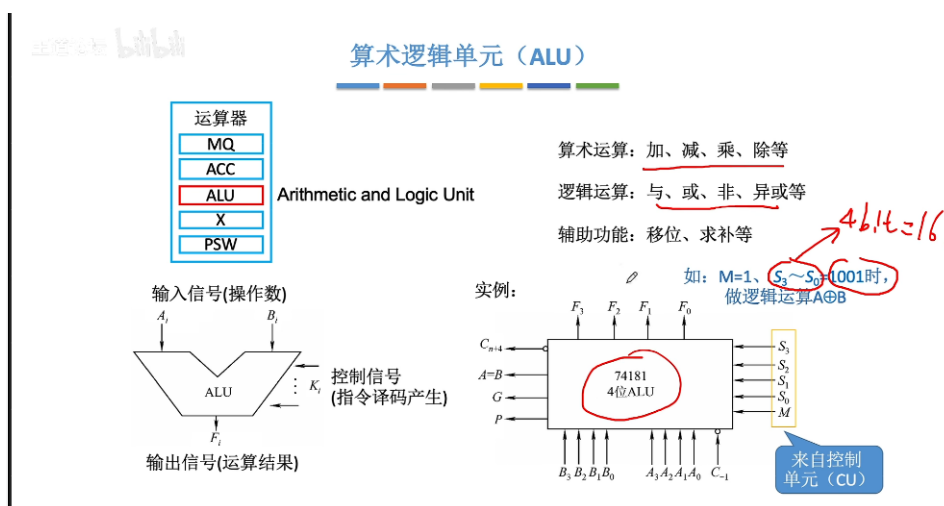 bilibili
算术逻辑单元（ALU）
运算器
MQ
ACC
ALU
X
PSW
Arithmetic and Logic Unit
算术运算：加、减、乘、除等
逻辑运算：与、或、非、异或等
辅助功能：移位、求补等
4bit=16
如：M=1、S₃～S₀=1001时，
做逻辑运算A⊕B
输入信号(操作数)
Aᵢ Bᵢ
ALU
Kᵢ
控制信号
(指令译码产生)
Fᵢ
输出信号(运算结果)
实例：
F₃ F₂ F₁ F₀
Cₙ₊₄
A=B
G
P
74181
4位ALU
S₃
S₂
S₁
S₀
M
B₃ B₂ B₁ B₀ A₃ A₂ A₁ A₀ C₋₁
来自控制
单元（CU）